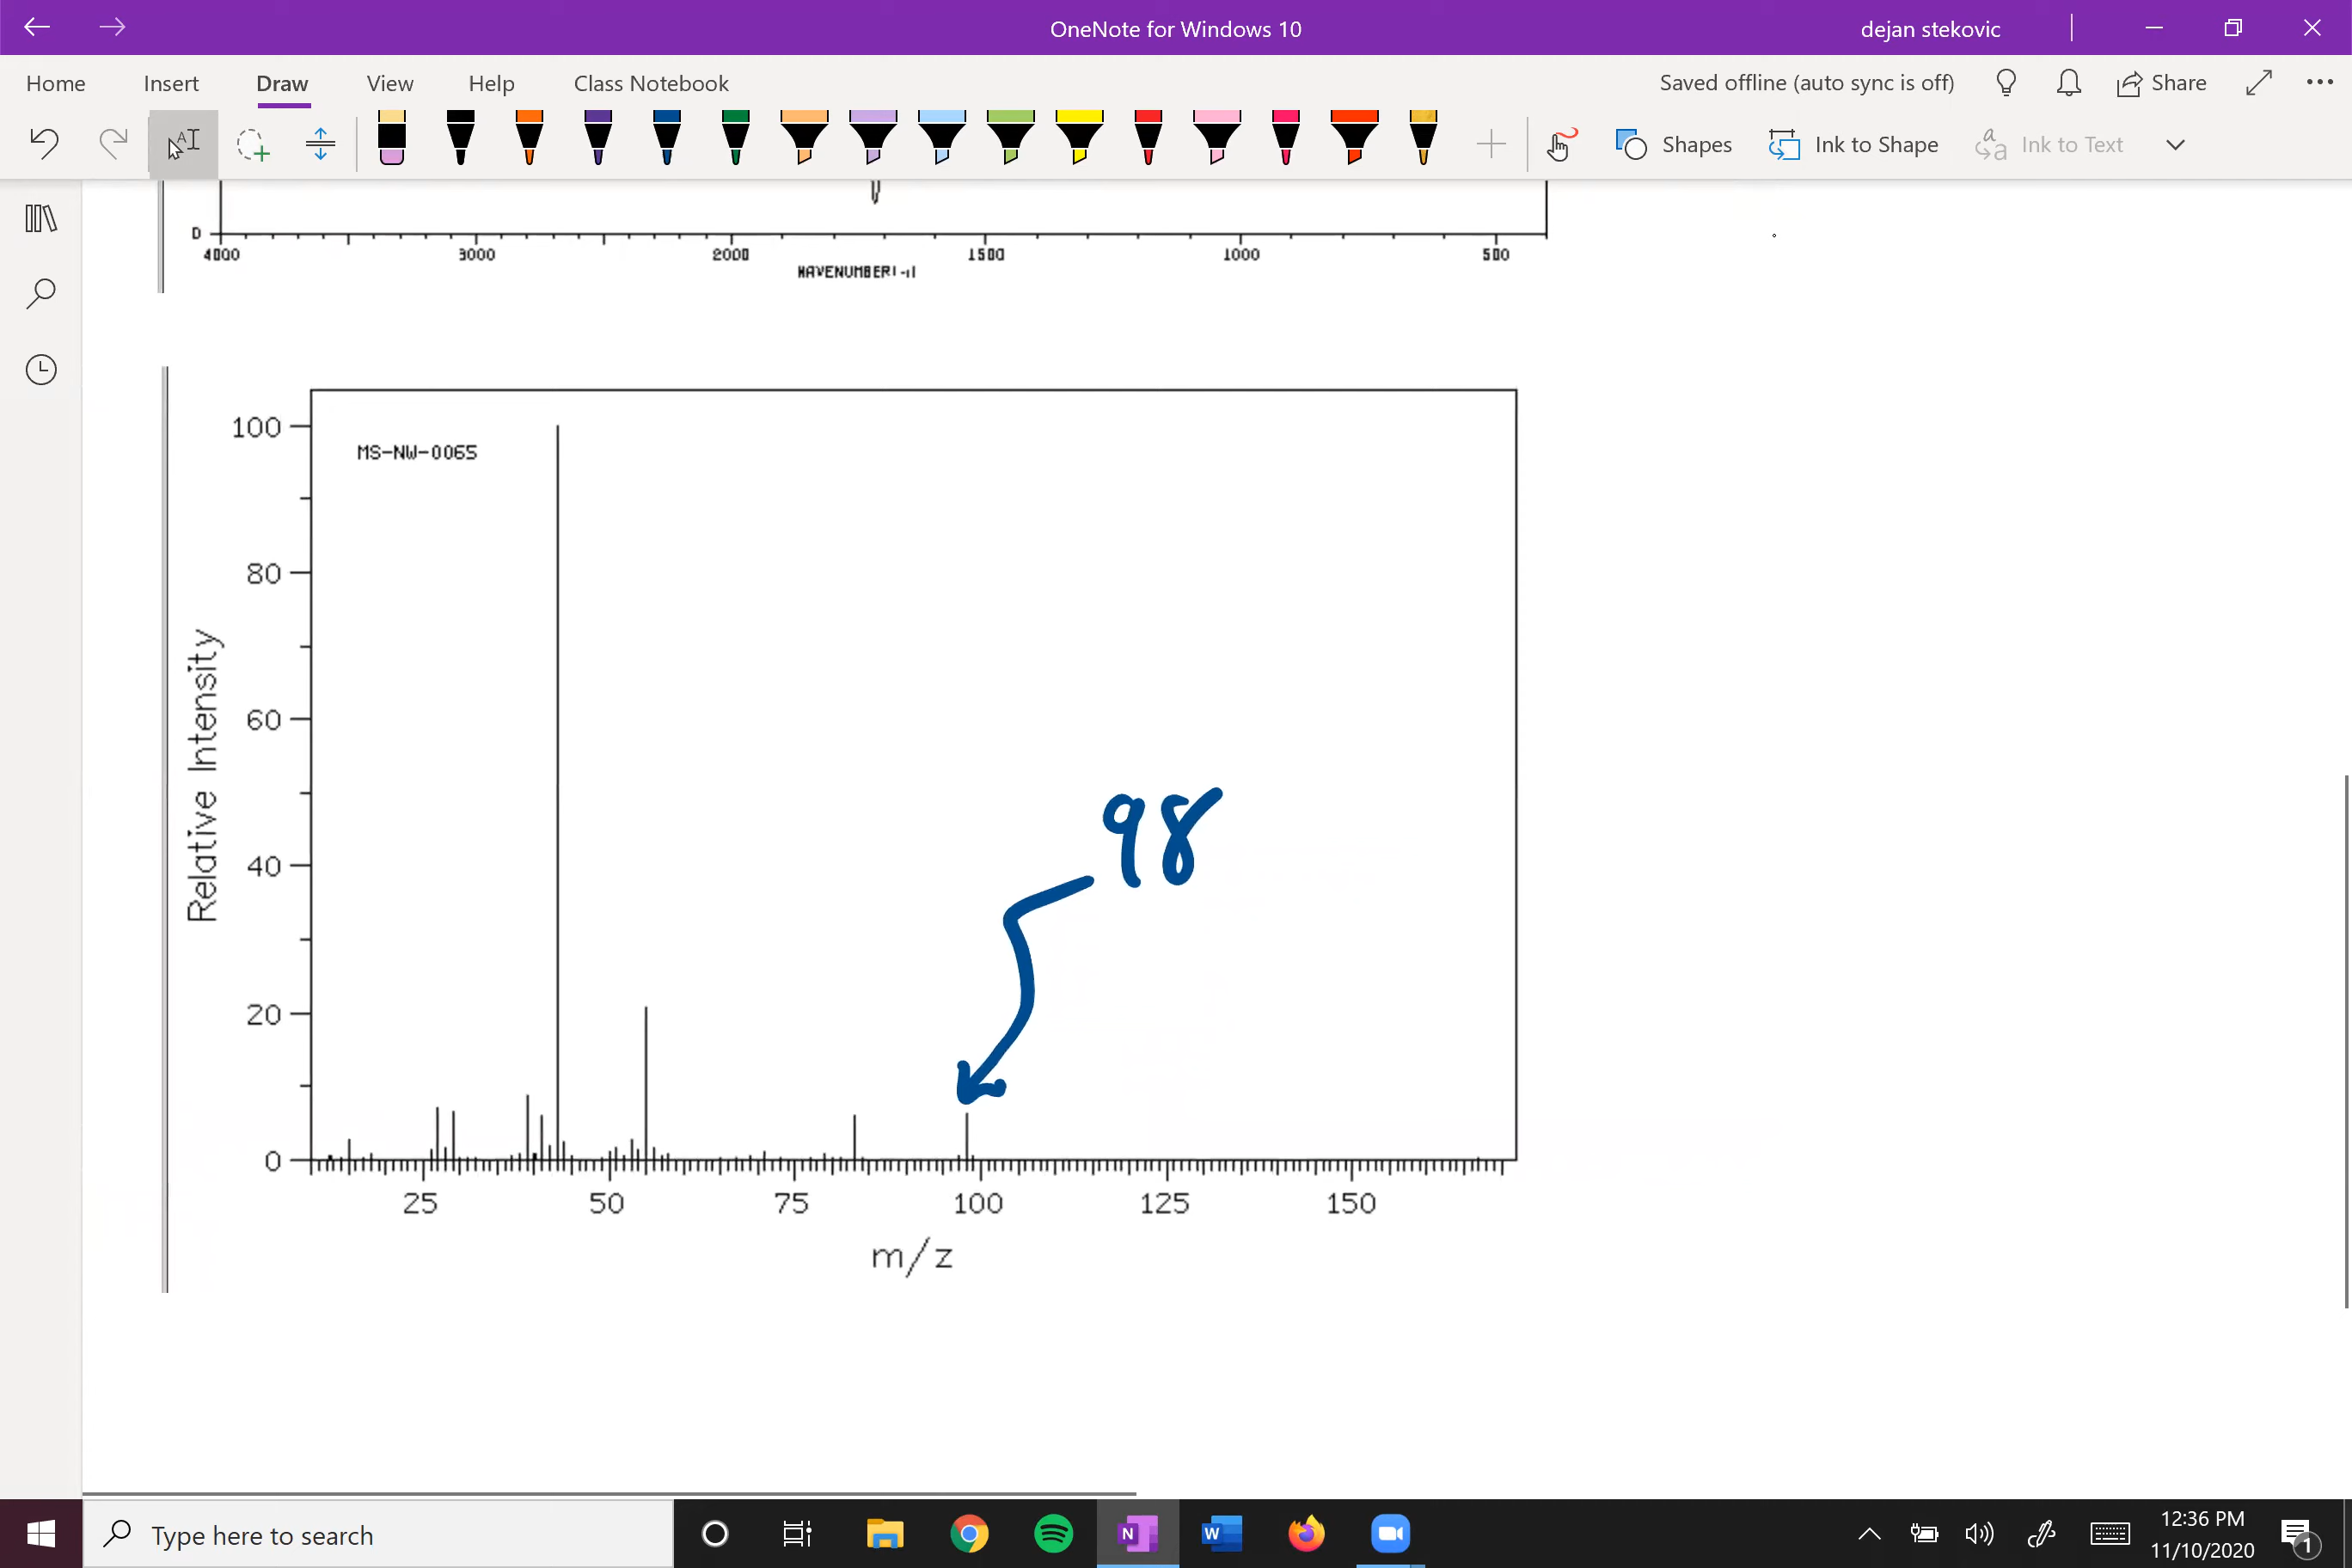 OneNote for Windows 10
dejan stekovic
Home Insert Draw View Help Class Notebook
Saved offline (auto sync is off) Share
Shapes Ink to Shape Ink to Text
D
4000 3000 2000 1500 1000 500
100
MS-NW-0065
80
60
40
20
0
Relative Intensity
98
25 50 75 100 125 150
m/z
Type here to search
N W
12:36 PM
11/10/2020
1